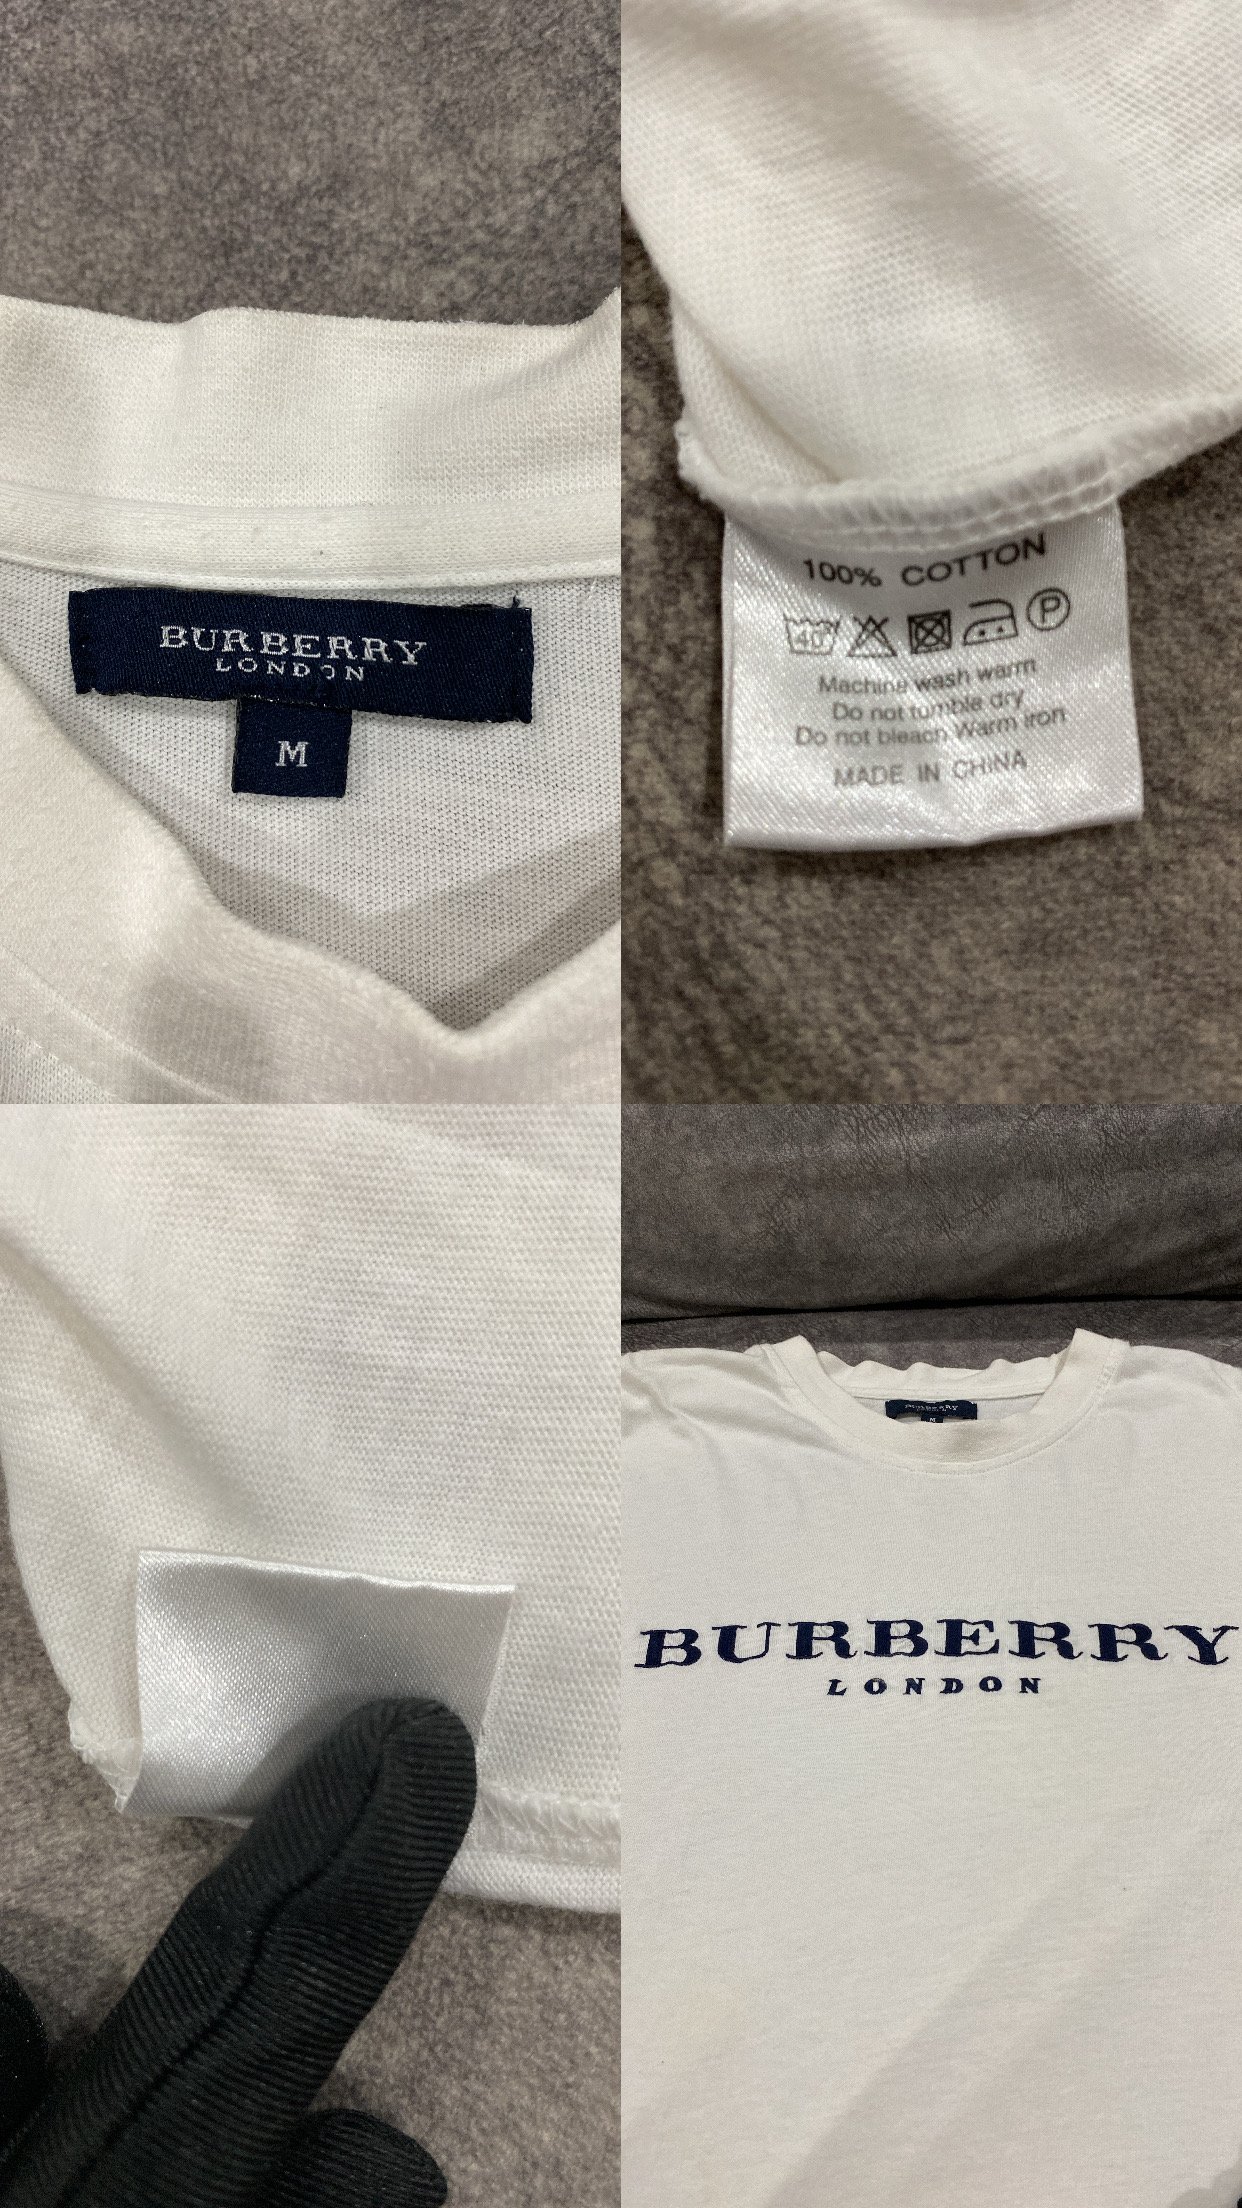 BURBERRY
LONDON
M
100% COTTON
40°
P
Machine wash warm
Do not tumble dry
Do not bleach Warm iron
MADE IN CHINA
BURBERRY
M
BURBERRY
LONDON